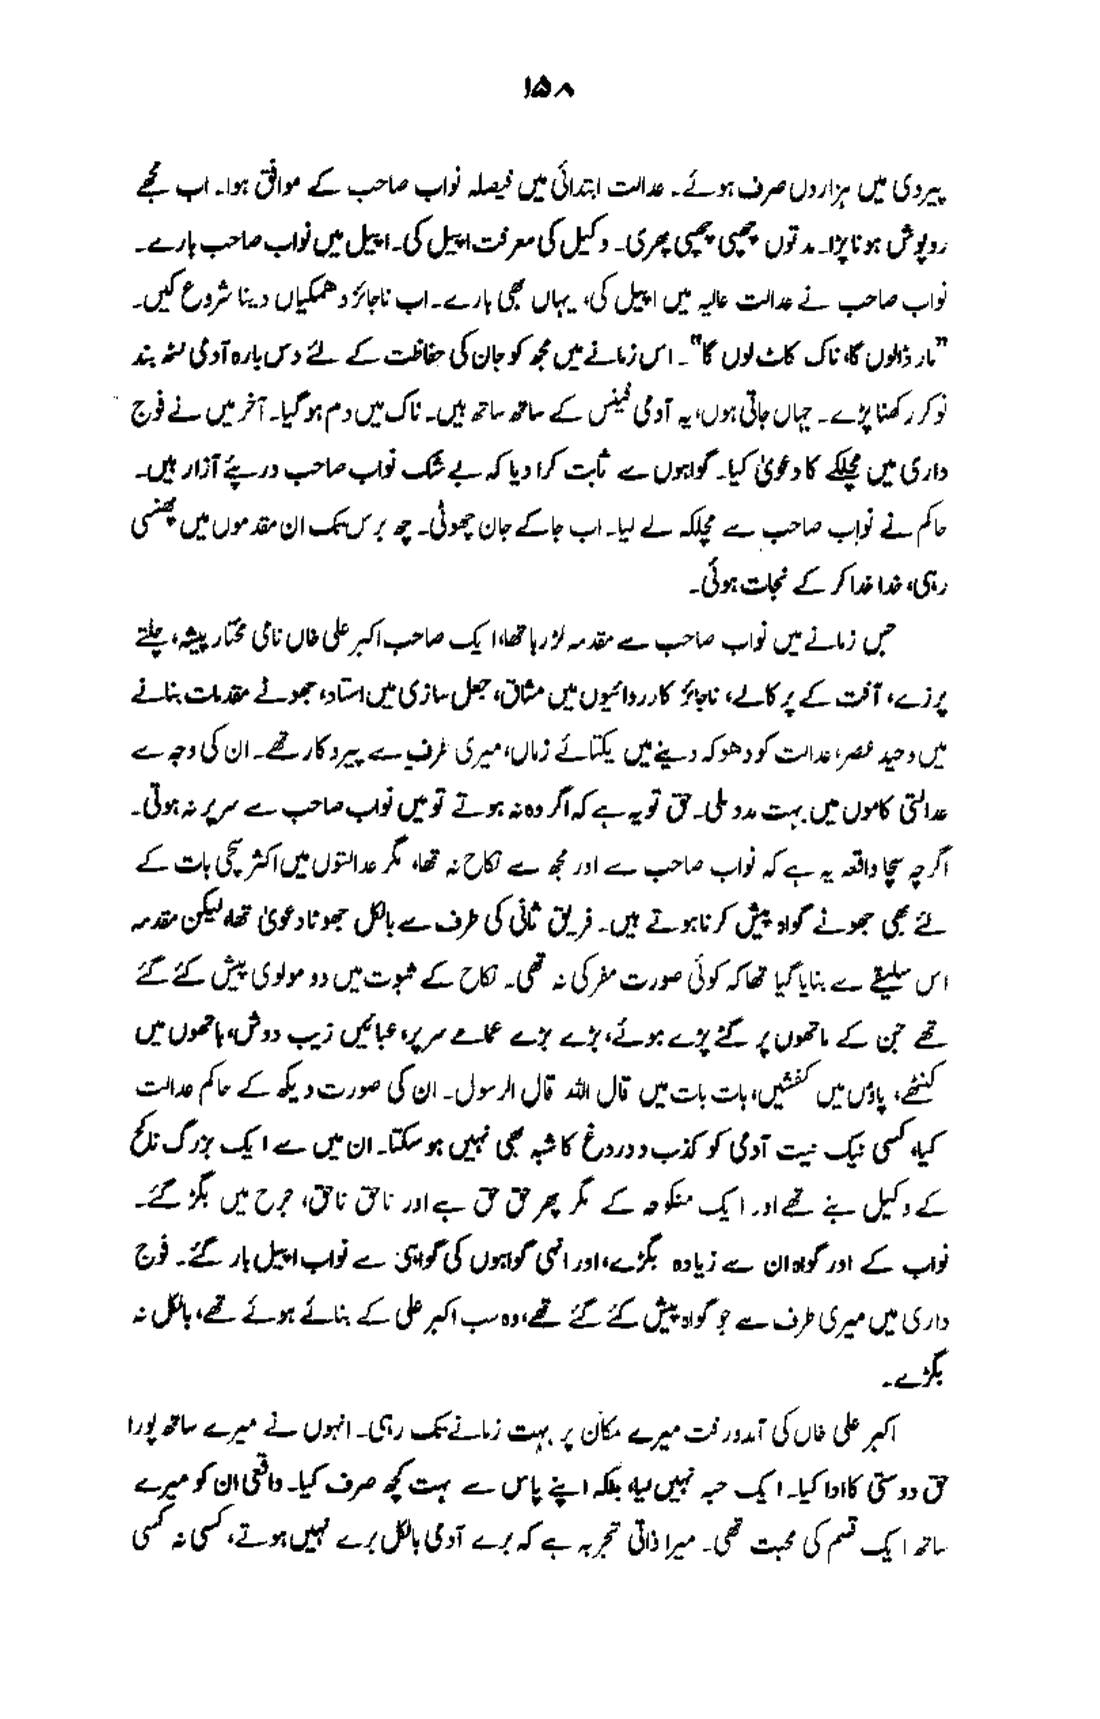 ۱۵۸
پیروی میں ہزاروں صرف ہوئے۔ عدالت ابتدائی میں فیصلہ نواب صاحب کے موافق ہوا۔ اب مجھے
روپوش ہونا پڑا۔ مدتوں چھپی چھپی پھری۔ وکیل کی معرفت اپیل کی۔ اپیل میں نواب صاحب ہارے۔
نواب صاحب نے عدالت عالیہ میں اپیل کی، یہاں بھی ہارے۔ اب ناجائز دھمکیاں دینا شروع کیں۔
”مار ڈالوں گا، ناک کاٹ لوں گا“۔ اس زمانے میں مجھ کو جان کی حفاظت کے لئے دس بارہ آدمی لٹھ بند
نوکر رکھنا پڑے۔ جہاں جاتی ہوں، یہ آدمی فینس کے ساتھ ساتھ ہیں۔ ناک میں دم ہو گیا۔ آخر میں نے فوج
داری میں مچلکے کا دعویٰ کیا۔ گواہوں سے ثابت کرا دیا کہ بے شک نواب صاحب درپئے آزار ہیں۔
حاکم نے نواب صاحب سے مچلکہ لے لیا۔ اب جا کے جان چھوٹی۔ چھ برس تک ان مقدموں میں پھنسی
رہی، خدا خدا کر کے نجات ہوئی۔
جس زمانے میں نواب صاحب سے مقدمہ لڑ رہا تھا، ایک صاحب اکبر علی خاں نامی مختار پیشہ، چلتے
پرزے، آفت کے پرکالے، ناجائز کارروائیوں میں مشاق، جعل سازی میں استاد، جھوٹے مقدمات بنانے
میں وحید عصر، عدالت کو دھوکہ دینے میں یکتائے زماں، میری طرف سے پیروکار تھے۔ ان کی وجہ سے
عدالتی کاموں میں بہت مدد ملی۔ حق تو یہ ہے کہ اگر وہ نہ ہوتے تو میں نواب صاحب سے سربر نہ ہوتی۔
اگرچہ سچا واقعہ یہ ہے کہ نواب صاحب سے اور مجھ سے نکاح نہ تھا، مگر عدالتوں میں اکثر سچی بات کے
لئے بھی جھوٹے گواہ پیش کرنا ہوتے ہیں۔ فریق ثانی کی طرف سے بالکل جھوٹا دعویٰ تھا، لیکن مقدمہ
اس سلیقے سے بنایا گیا تھا کہ کوئی صورت مفر کی نہ تھی۔ نکاح کے ثبوت میں دو مولوی پیش کئے گئے
تھے جن کے ماتھوں پر گٹے پڑے ہوئے، بڑے بڑے عمامے سر پر، عبائیں زیب دوش، ہاتھوں میں
کنٹھے، پاؤں میں کفشیں، بات بات میں قال اللہ قال الرسول۔ ان کی صورت دیکھ کے حاکم عدالت
کیا، کسی نیک نیت آدمی کو کذب و دروغ کا شبہ بھی نہیں ہو سکتا۔ ان میں سے ایک بزرگ ناکح
کے وکیل بنے تھے اور ایک منکوحہ کے مگر پھر حق حق ہے اور ناحق ناحق، جرح میں بگڑ گئے۔
نواب کے اور گواہ ان سے زیادہ بگڑے، اور انہی گواہوں کی گواہی سے نواب اپیل ہار گئے۔ فوج
داری میں میری طرف سے جو گواہ پیش کئے گئے تھے، وہ سب اکبر علی کے بنائے ہوئے تھے، بالکل نہ
بگڑے۔
اکبر علی خاں کی آمد ورفت میرے مکان پر بہت زمانے تک رہی۔ انہوں نے میرے ساتھ پورا
حق دوستی کا ادا کیا۔ ایک حبہ نہیں لیا، بلکہ اپنے پاس سے بہت کچھ صرف کیا۔ واقعی ان کو میرے
ساتھ ایک قسم کی محبت تھی۔ میرا ذاتی تجربہ ہے کہ برے آدمی بالکل برے نہیں ہوتے، کسی نہ کسی